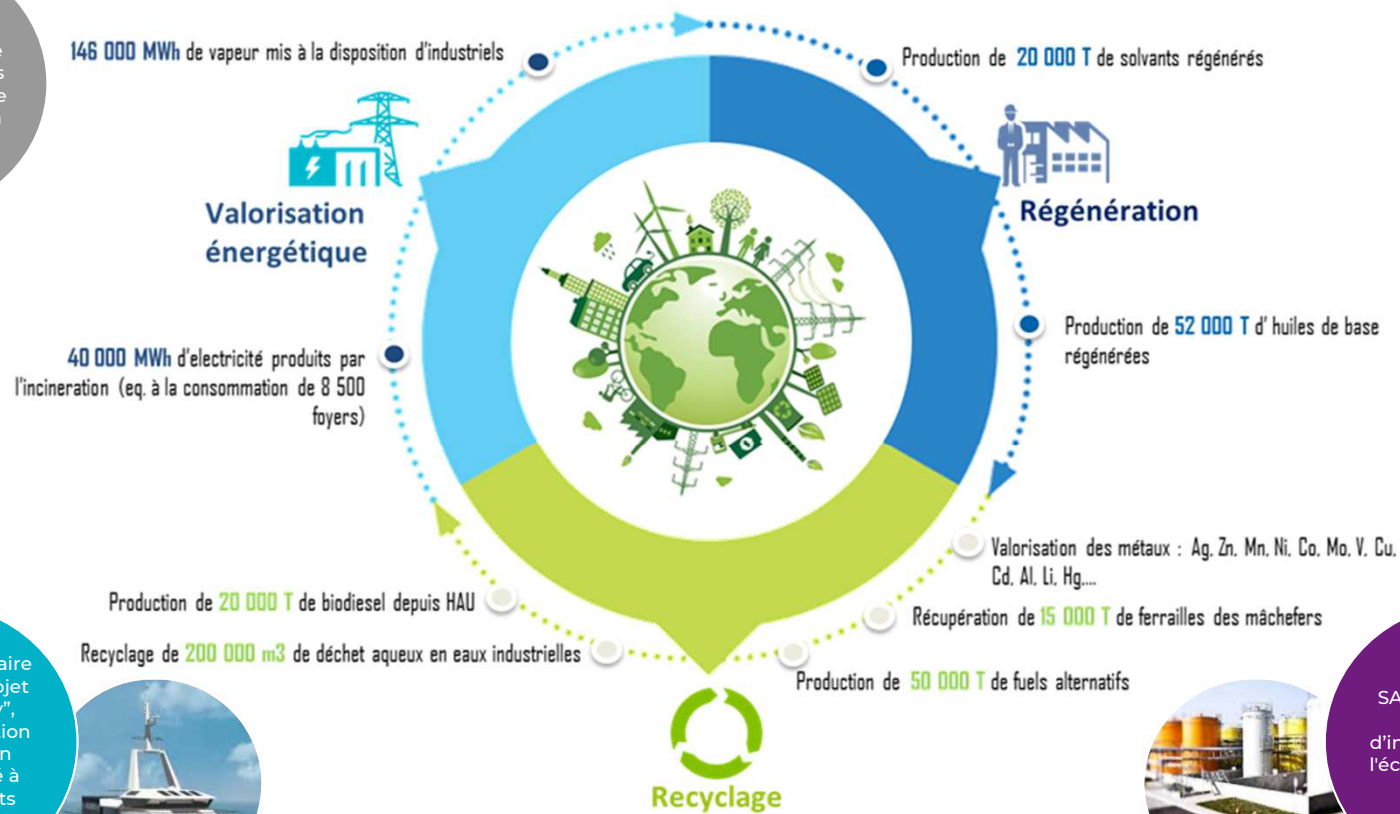 146 000 MWh de vapeur mis à la disposition d'industriels
Production de 20 000 T de solvants régénérés
Valorisation
énergétique
Régénération
Production de 52 000 T d' huiles de base
régénérées
40 000 MWh d'electricité produits par
l'incineration (eq. à la consommation de 8 500
foyers)
Valorisation des métaux : Ag, Zn, Mn, Ni, Co, Mo, V, Cu,
Cd, Al, Li, Hg,...
Production de 20 000 T de biodiesel depuis HAU
Récupération de 15 000 T de ferrailles des mâchefers
Recyclage de 200 000 m3 de déchet aqueux en eaux industrielles
Production de 50 000 T de fuels alternatifs
Recyclage